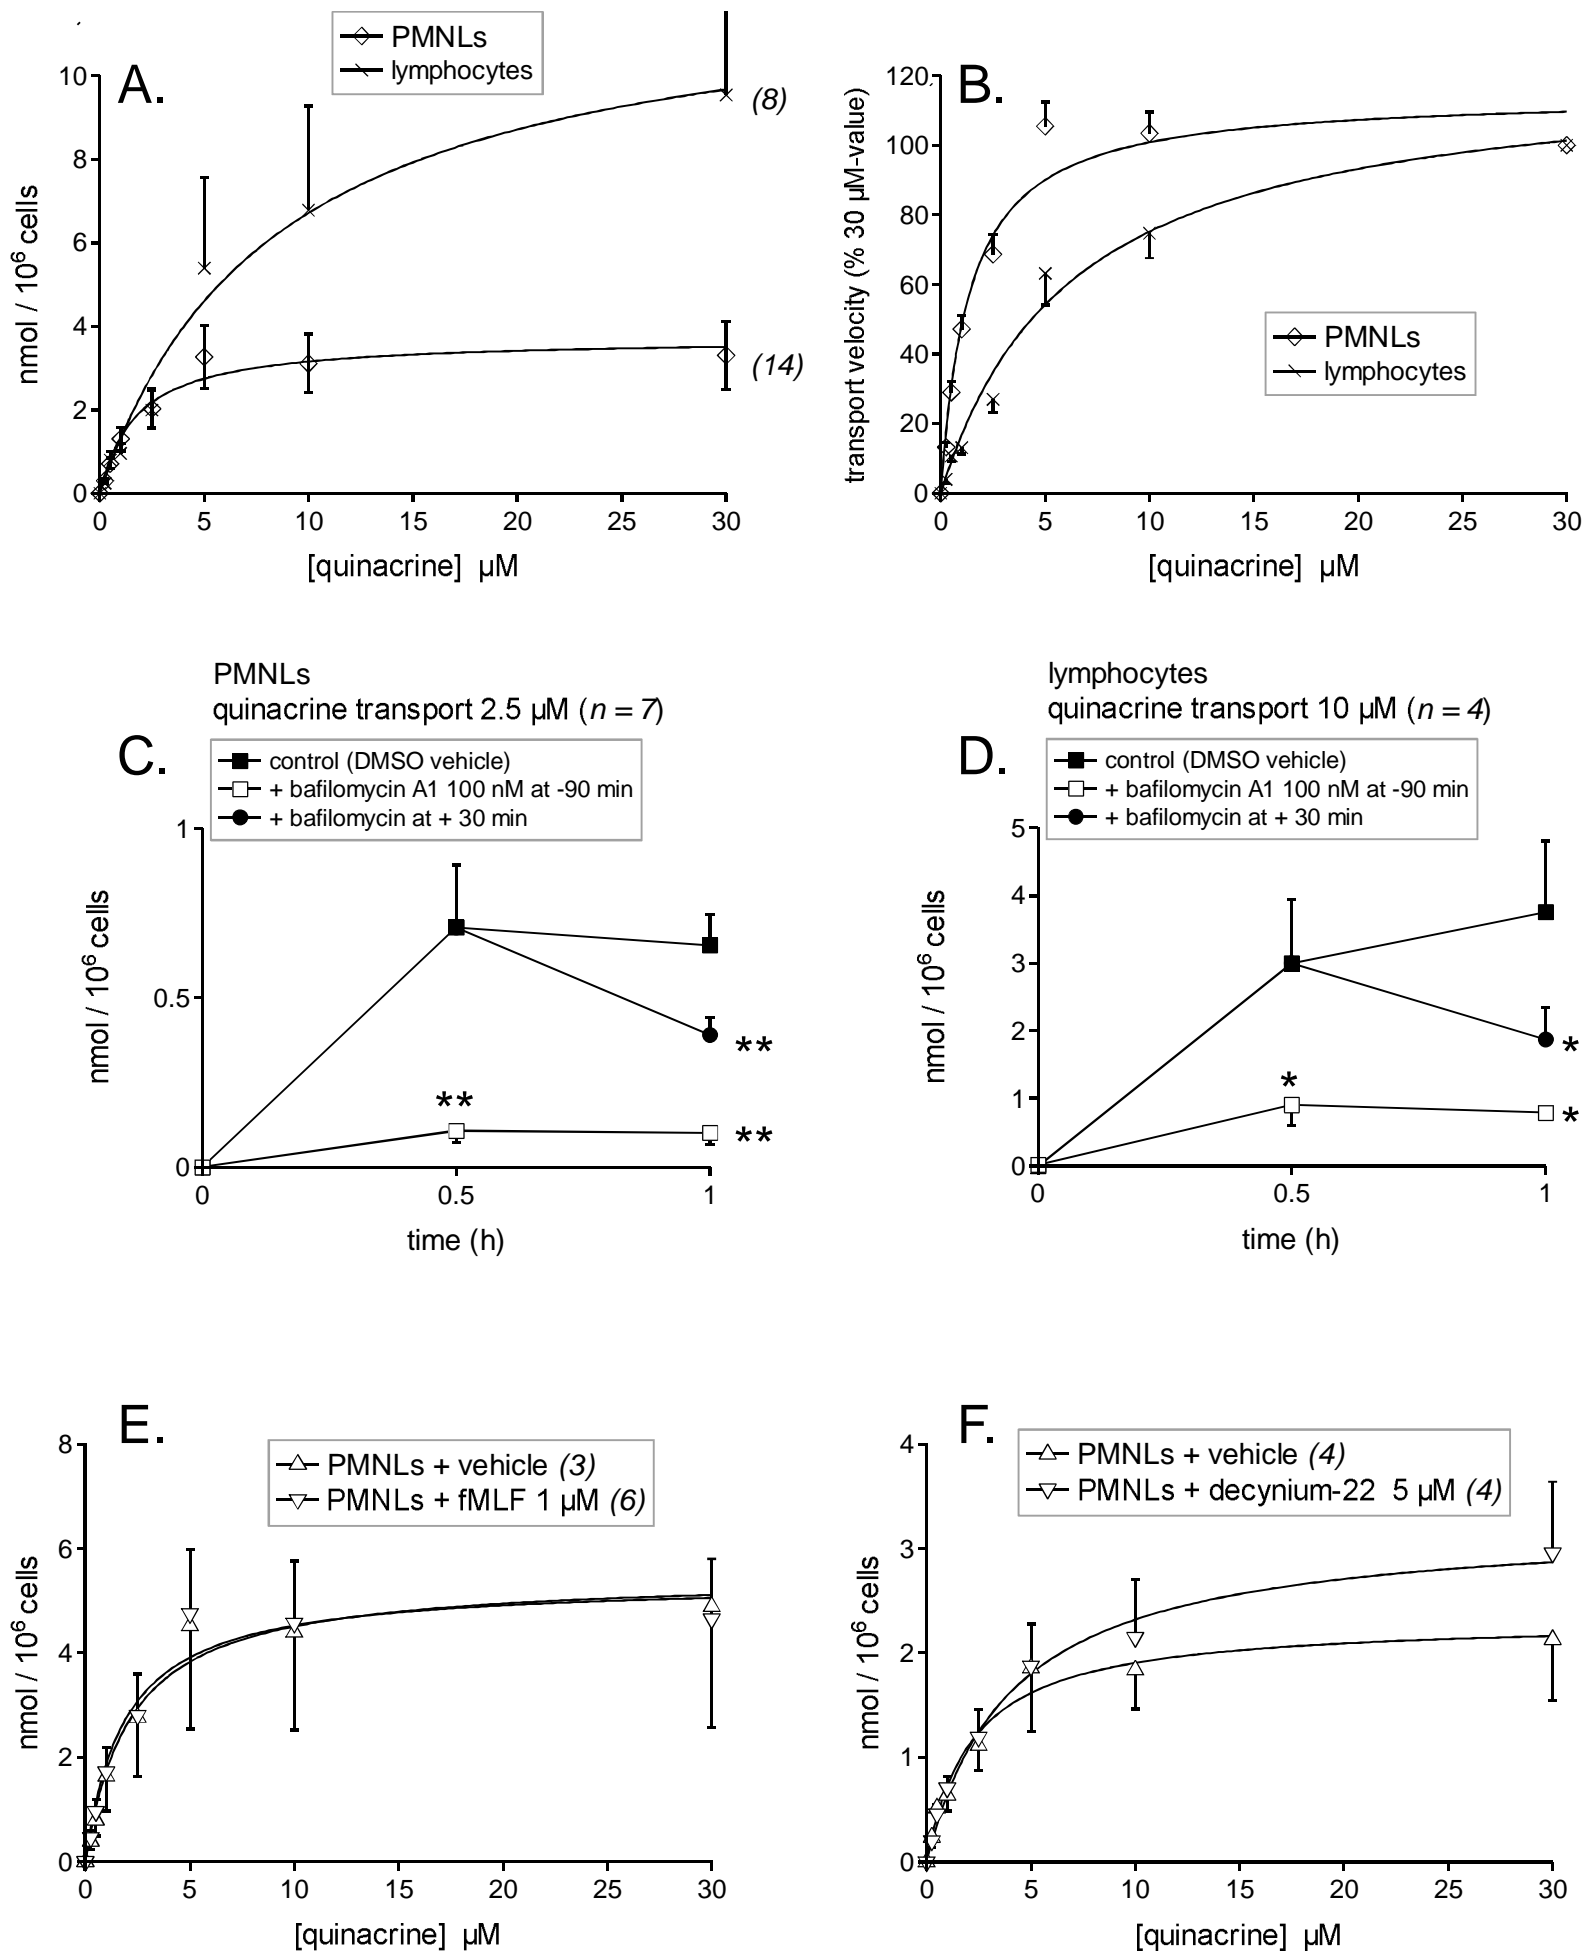 PMNLs
lymphocytes
A.
10
8
6
4
2
0
nmol / 10⁶ cells
(8)
(14)
0 5 10 15 20 25 30
[quinacrine] µM
B.
120
100
80
60
40
20
0
transport velocity (% 30 µM-value)
PMNLs
lymphocytes
0 5 10 15 20 25 30
[quinacrine] µM
PMNLs
quinacrine transport 2.5 µM (n = 7)
C.
control (DMSO vehicle)
+ bafilomycin A1 100 nM at -90 min
+ bafilomycin at + 30 min
1
0.5
0
nmol / 10⁶ cells
**
**
**
0 0.5 1
time (h)
lymphocytes
quinacrine transport 10 µM (n = 4)
D.
control (DMSO vehicle)
+ bafilomycin A1 100 nM at -90 min
+ bafilomycin at + 30 min
5
4
3
2
1
0
nmol / 10⁶ cells
*
*
*
0 0.5 1
time (h)
E.
PMNLs + vehicle (3)
PMNLs + fMLF 1 µM (6)
8
6
4
2
0
nmol / 10⁶ cells
0 5 10 15 20 25 30
[quinacrine] µM
F.
PMNLs + vehicle (4)
PMNLs + decynium-22 5 µM (4)
4
3
2
1
0
nmol / 10⁶ cells
0 5 10 15 20 25 30
[quinacrine] µM